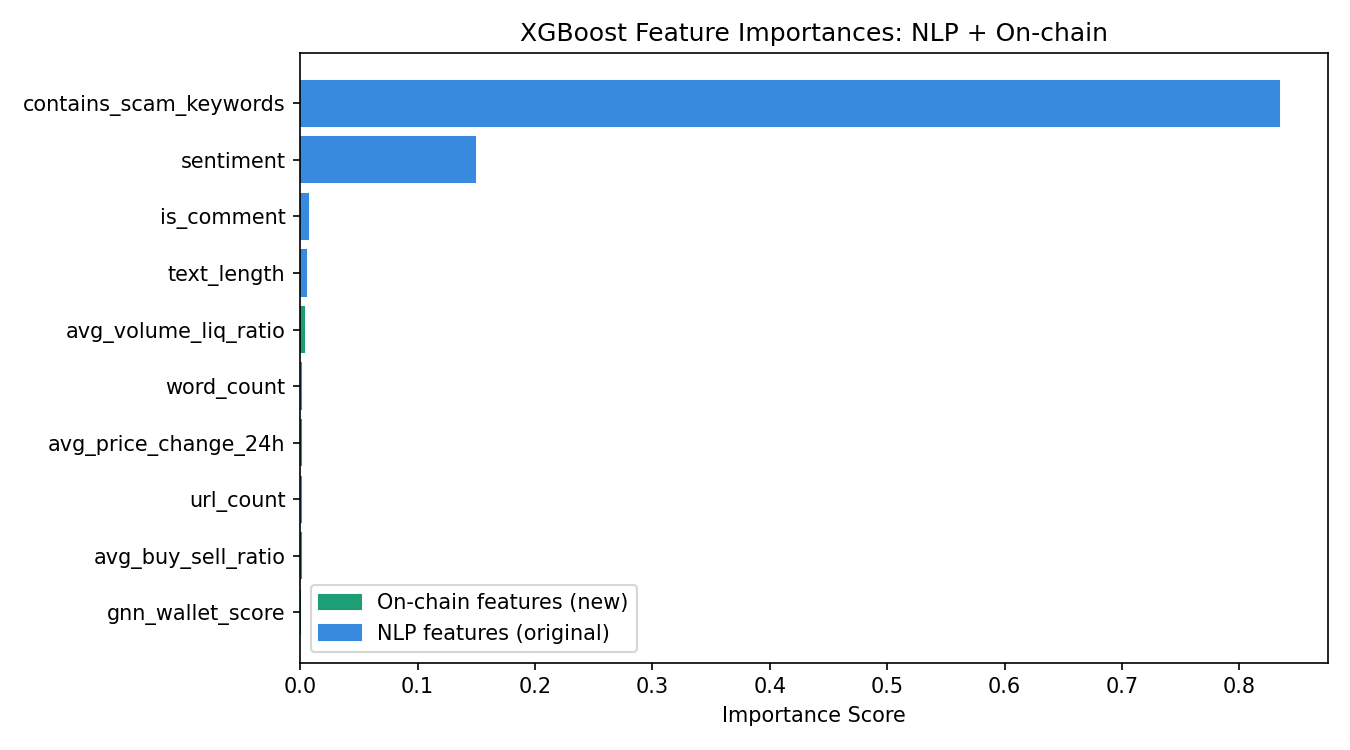 XGBoost Feature Importances: NLP + On-chain
contains_scam_keywords
sentiment
is_comment
text_length
avg_volume_liq_ratio
word_count
avg_price_change_24h
url_count
avg_buy_sell_ratio
gnn_wallet_score
On-chain features (new)
NLP features (original)
0.0 0.1 0.2 0.3 0.4 0.5 0.6 0.7 0.8
Importance Score